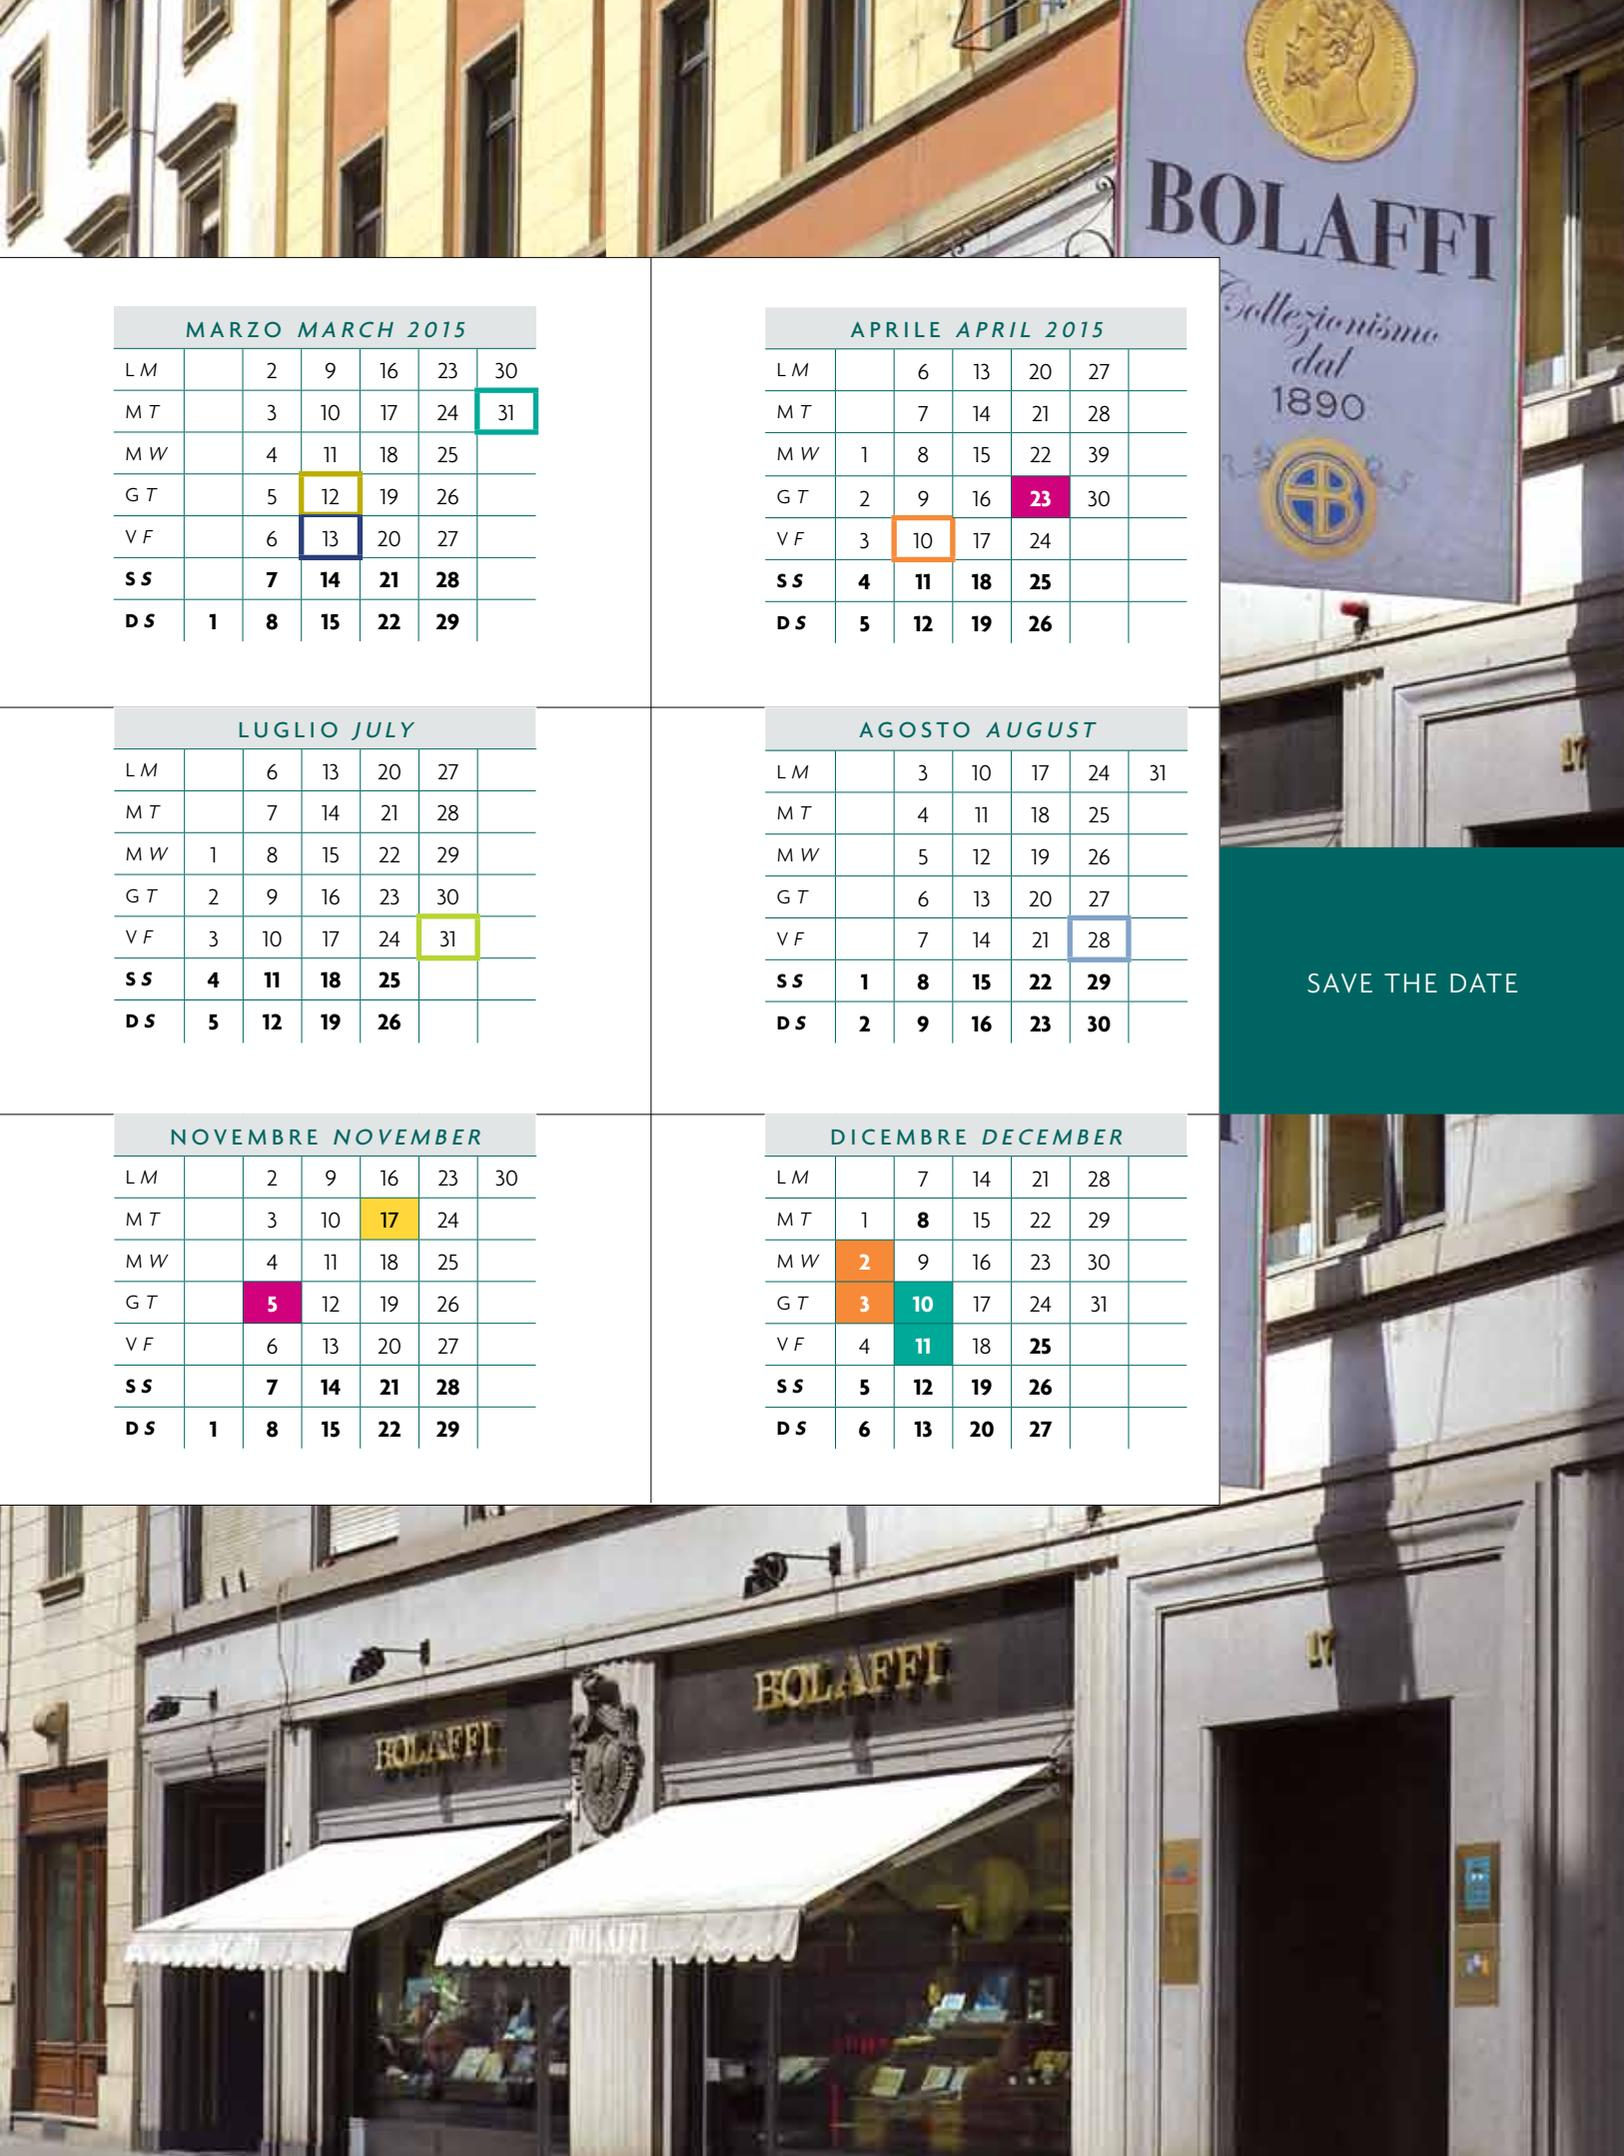 BOLAFFI
Collezionismo
dal
1890
MARZO MARCH 2015
L M 2 9 16 23 30
M T 3 10 17 24 31
M W 4 11 18 25
G T 5 12 19 26
V F 6 13 20 27
S S 7 14 21 28
D S 1 8 15 22 29
APRILE APRIL 2015
L M 6 13 20 27
M T 7 14 21 28
M W 1 8 15 22 39
G T 2 9 16 23 30
V F 3 10 17 24
S S 4 11 18 25
D S 5 12 19 26
LUGLIO JULY
L M 6 13 20 27
M T 7 14 21 28
M W 1 8 15 22 29
G T 2 9 16 23 30
V F 3 10 17 24 31
S S 4 11 18 25
D S 5 12 19 26
AGOSTO AUGUST
L M 3 10 17 24 31
M T 4 11 18 25
M W 5 12 19 26
G T 6 13 20 27
V F 7 14 21 28
S S 1 8 15 22 29
D S 2 9 16 23 30
17
SAVE THE DATE
NOVEMBRE NOVEMBER
L M 2 9 16 23 30
M T 3 10 17 24
M W 4 11 18 25
G T 5 12 19 26
V F 6 13 20 27
S S 7 14 21 28
D S 1 8 15 22 29
DICEMBRE DECEMBER
L M 7 14 21 28
M T 1 8 15 22 29
M W 2 9 16 23 30
G T 3 10 17 24 31
V F 4 11 18 25
S S 5 12 19 26
D S 6 13 20 27
17
BOLAFFI
BOLAFFI
BOLAFFI